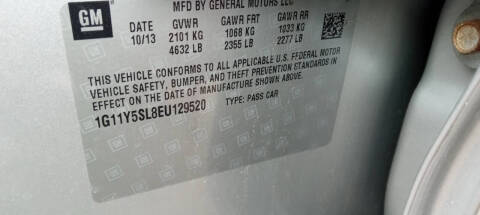 GM
MFD BY GENERAL MOTORS LLC
DATE GVWR GAWR FRT GAWR RR
10/13 2101 KG 1068 KG 1033 KG
4632 LB 2355 LB 2277 LB
THIS VEHICLE CONFORMS TO ALL APPLICABLE U.S. FEDERAL MOTOR
VEHICLE SAFETY, BUMPER, AND THEFT PREVENTION STANDARDS
IN EFFECT ON THE DATE OF MANUFACTURE SHOWN ABOVE.
1G11Y5SL8EU129520 TYPE: PASS CAR